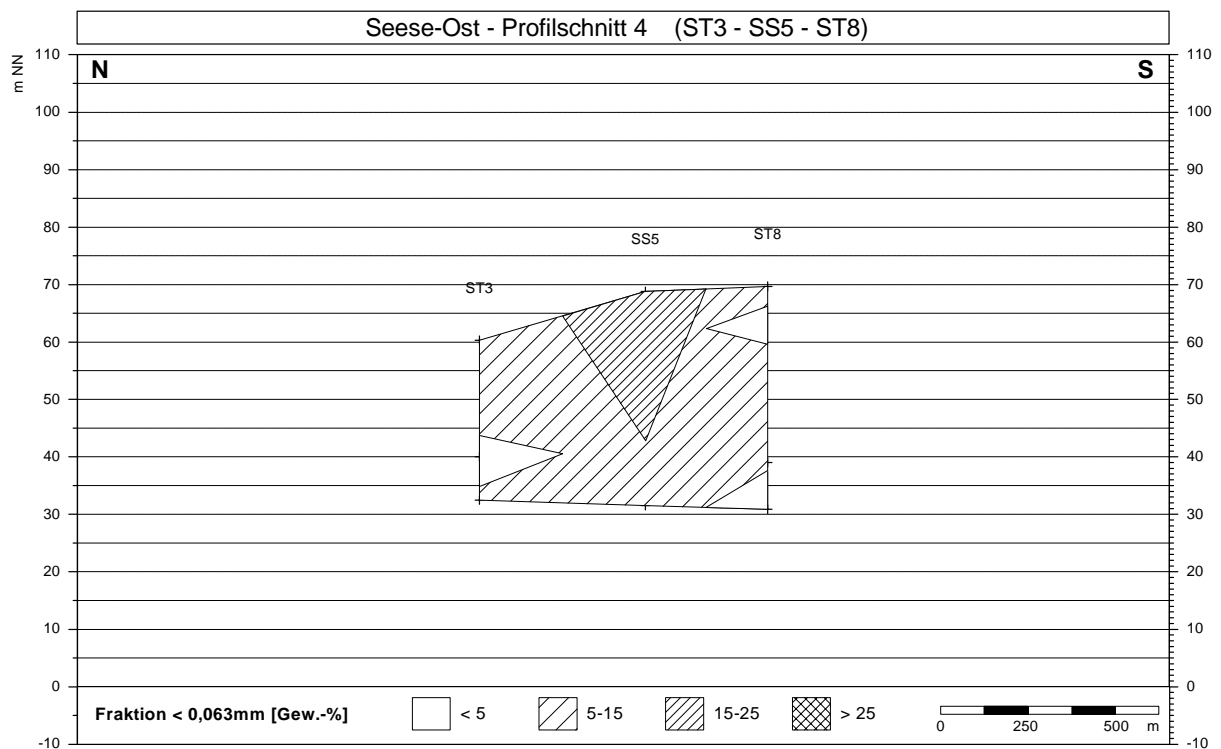 Seese-Ost - Profilschnitt 4 (ST3 - SS5 - ST8)
m NN
N
S
110 110
100 100
90 90
80 80
ST8
SS5
70 70
ST3
60 60
50 50
40 40
30 30
20 20
10 10
0 0
Fraktion < 0,063mm [Gew.-%] < 5 5-15 15-25 > 25
0 250 500 m
-10 -10